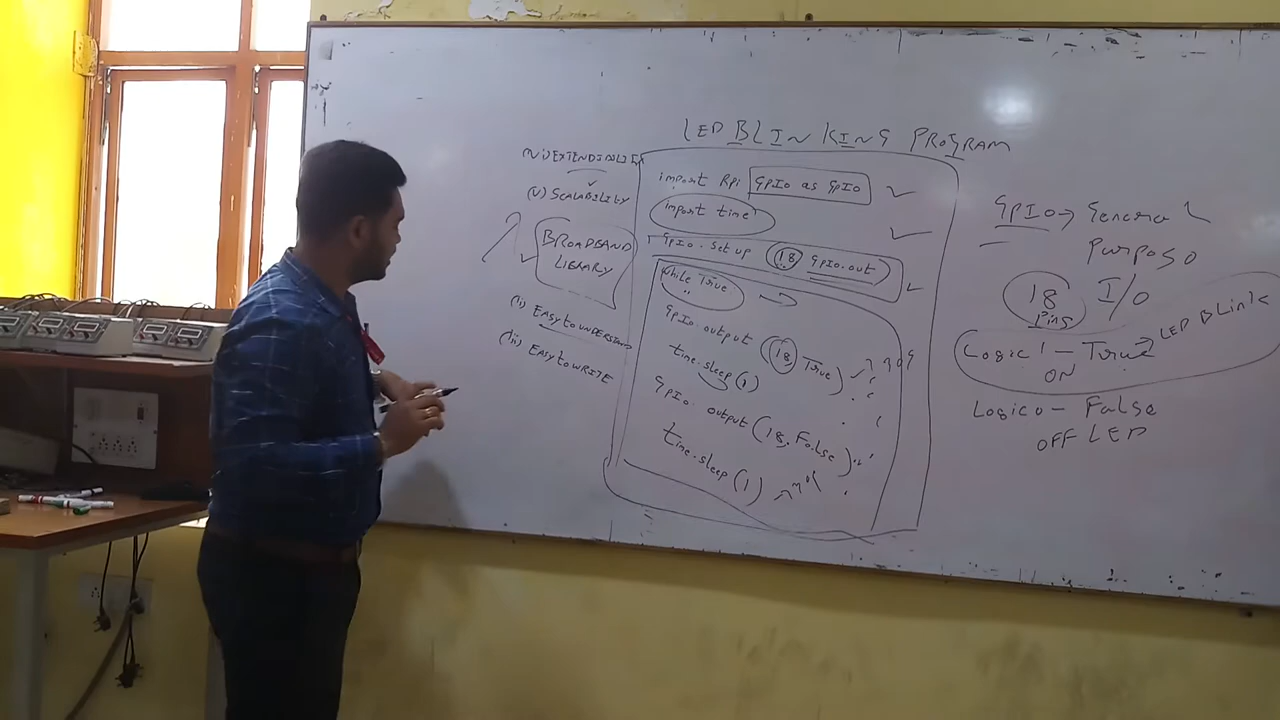 LED BLINKING PROGRAM
(vi) EXTENDIBLE
(v) SCALABILITY
BROADBAND
LIBRARY
(ii) EASY to UNDERSTAND
(iii) EASY to WRITE
import Rpi GPIO as GPIO
import time
GPIO. Set up (18 GPIO.out)
while True
GPIO. output (18, True)
time.sleep (1)
GPIO. output (18, False)
time.sleep (1)
GPIO → General
Purpose
I/O
18
Pins
Logic 1 - True → LED BLink
ON
Logic 0 - False
OFF LED